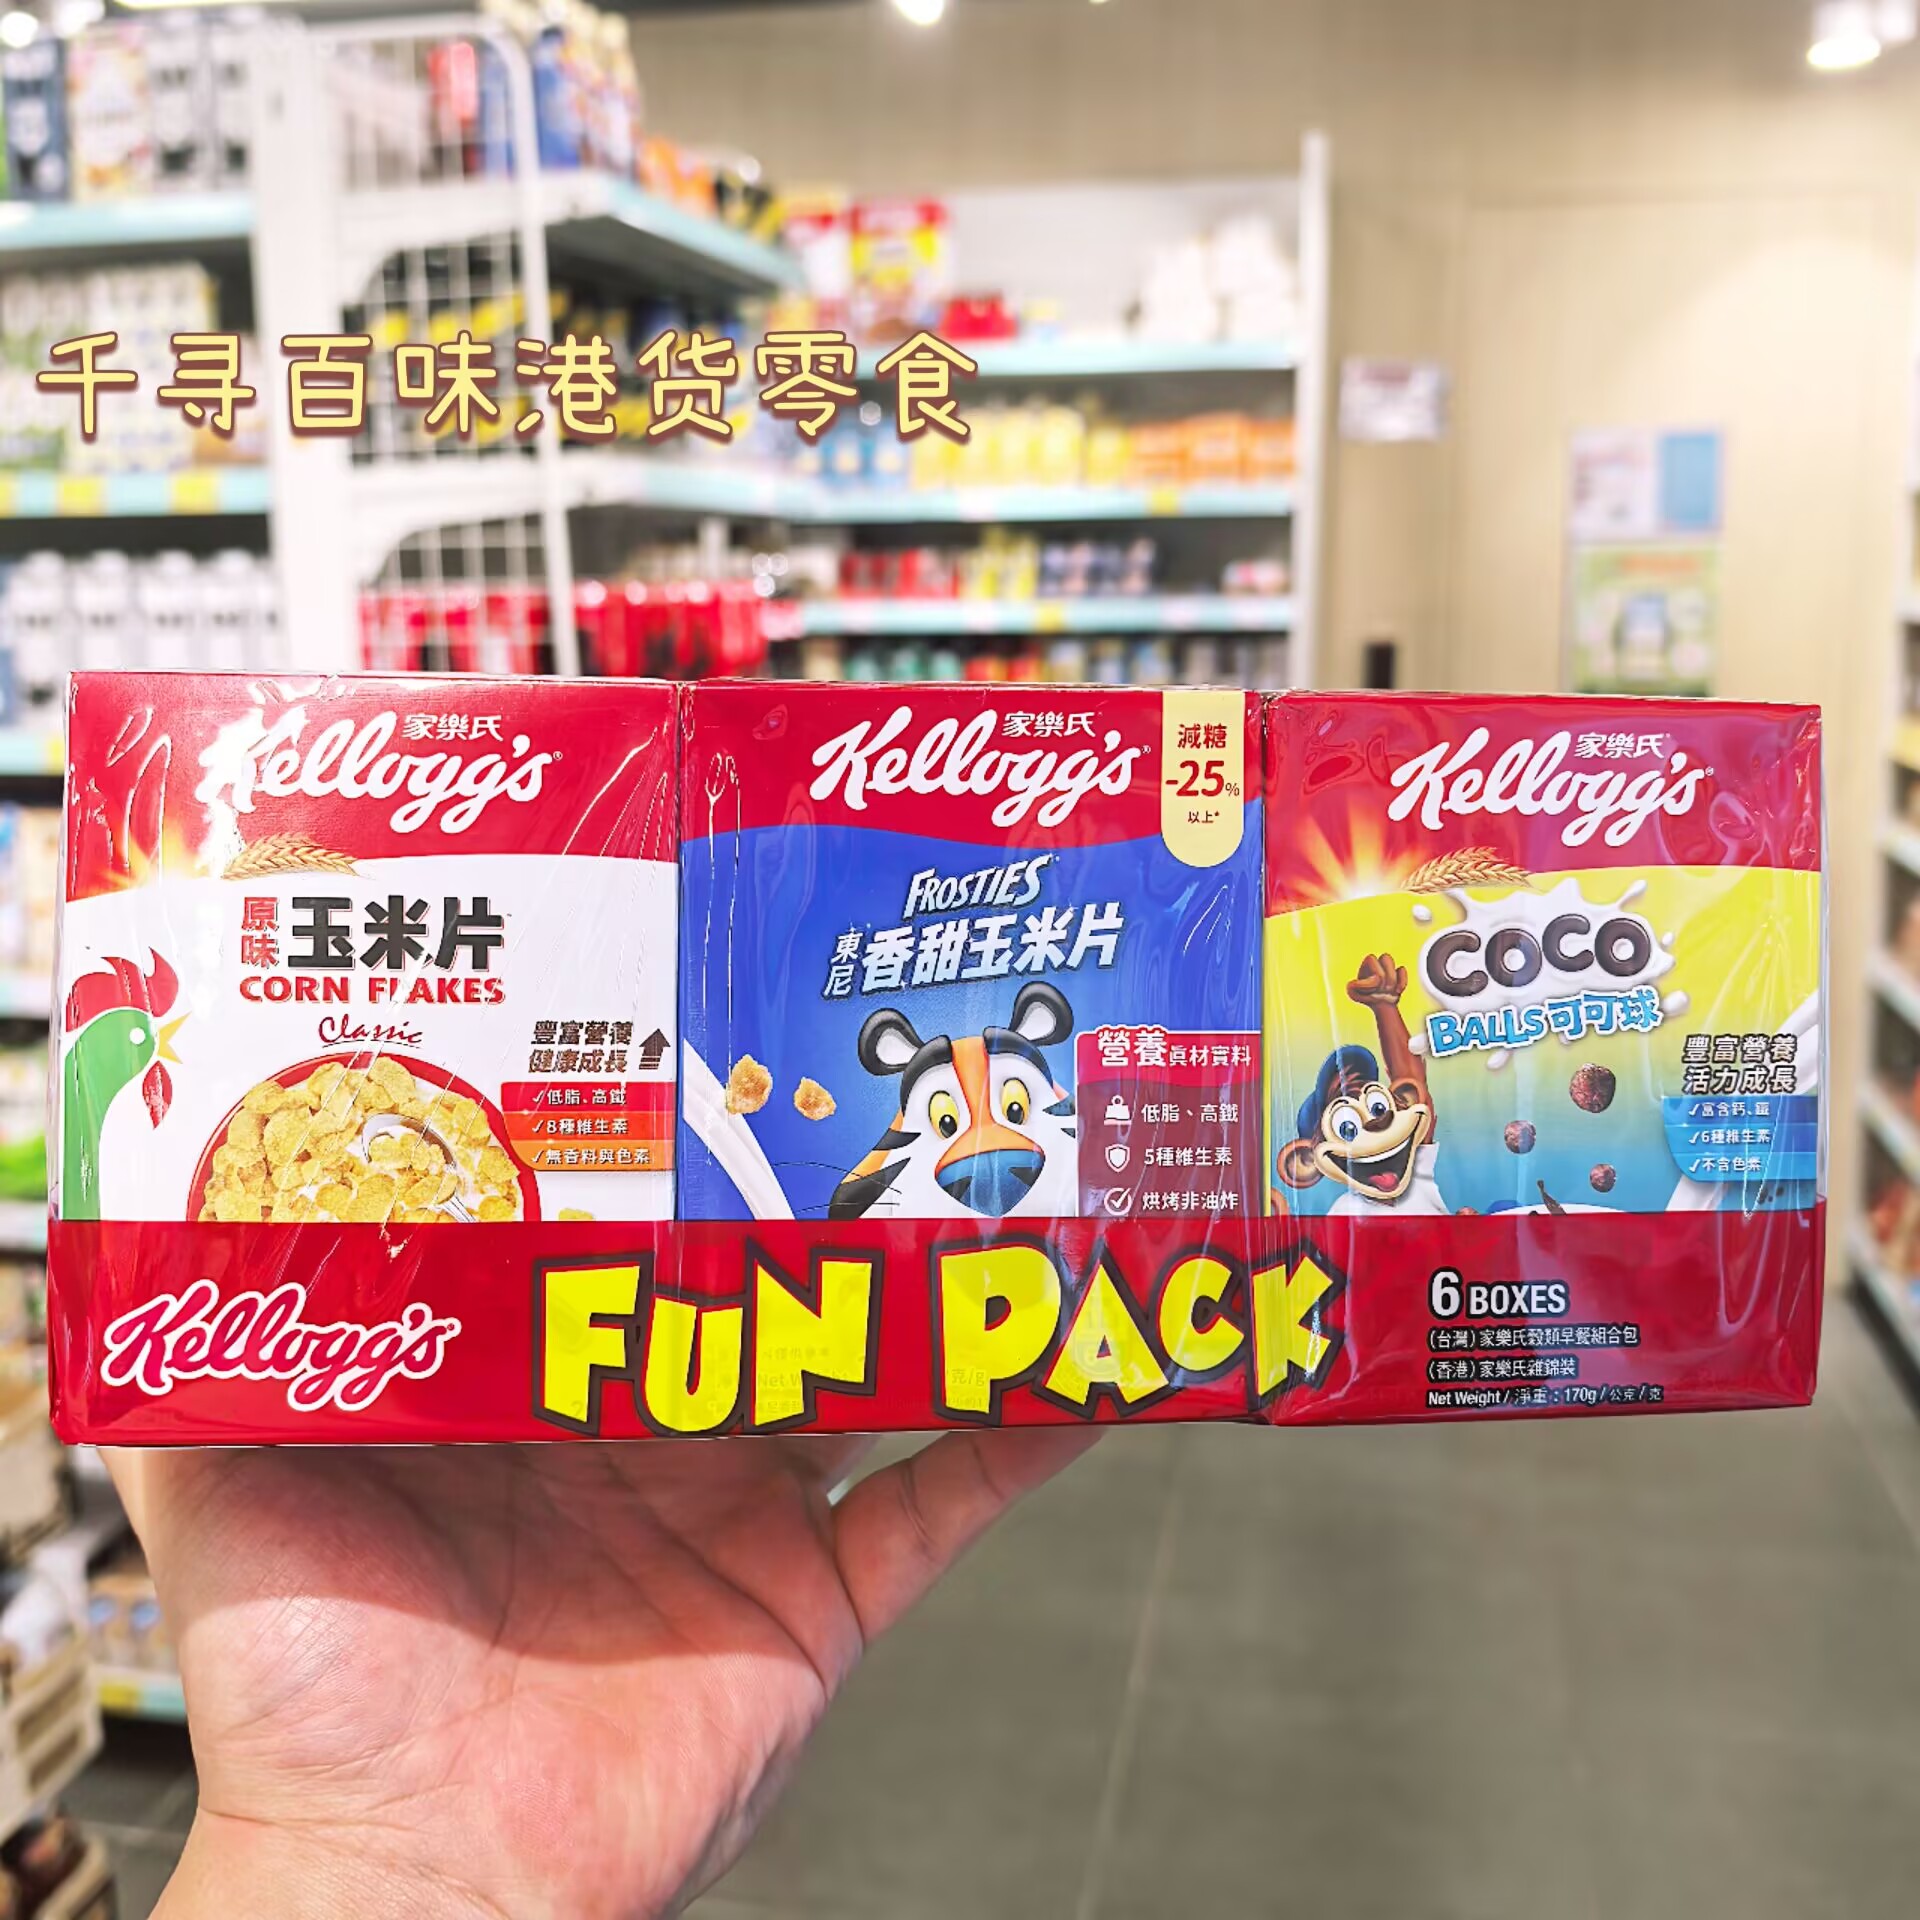 千寻百味港货零食
家樂氏
Kellogg's
原味 玉米片
CORN FLAKES
Classic
豐富營養
健康成長
✓低脂、高鐵
✓8種維生素
✓無香料與色素
家樂氏
Kellogg's
減糖
-25%
以上*
FROSTIES
東尼 香甜玉米片
營養真材實料
低脂、高鐵
5種維生素
烘烤非油炸
家樂氏
Kellogg's
COCO
BALLS 可可球
豐富營養
活力成長
✓富含鈣、鐵
✓6種維生素
✓不含色素
Kellogg's
FUN PACK
6 BOXES
(台灣) 家樂氏穀類早餐組合包
(香港) 家樂氏雜錦裝
Net Weight / 淨重 : 170g / 公克 / 克